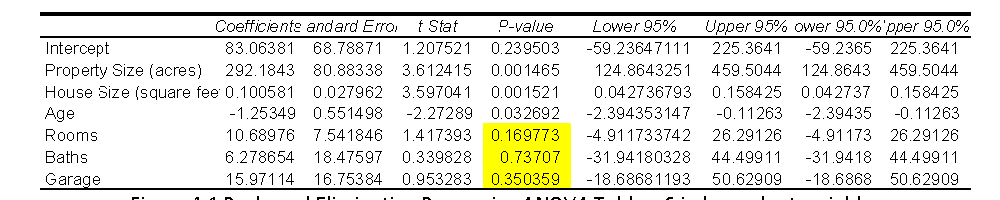 Coefficients andard Erro t Stat P-value Lower 95% Upper 95% ower 95.0% pper 95.0%
Intercept 83.06381 68.78871 1.207521 0.239503 -59.23647111 225.3641 -59.2365 225.3641
Property Size (acres) 292.1843 80.88338 3.612415 0.001465 124.8643251 459.5044 124.8643 459.5044
House Size (square fee 0.100581 0.027962 3.597041 0.001521 0.042736793 0.158425 0.042737 0.158425
Age -1.25349 0.551498 -2.27289 0.032692 -2.394353147 -0.11263 -2.39435 -0.11263
Rooms 10.68976 7.541846 1.417393 0.169773 -4.911733742 26.29126 -4.91173 26.29126
Baths 6.278654 18.47597 0.339828 0.73707 -31.94180328 44.49911 -31.9418 44.49911
Garage 15.97114 16.75384 0.953283 0.350359 -18.68681193 50.62909 -18.6868 50.62909